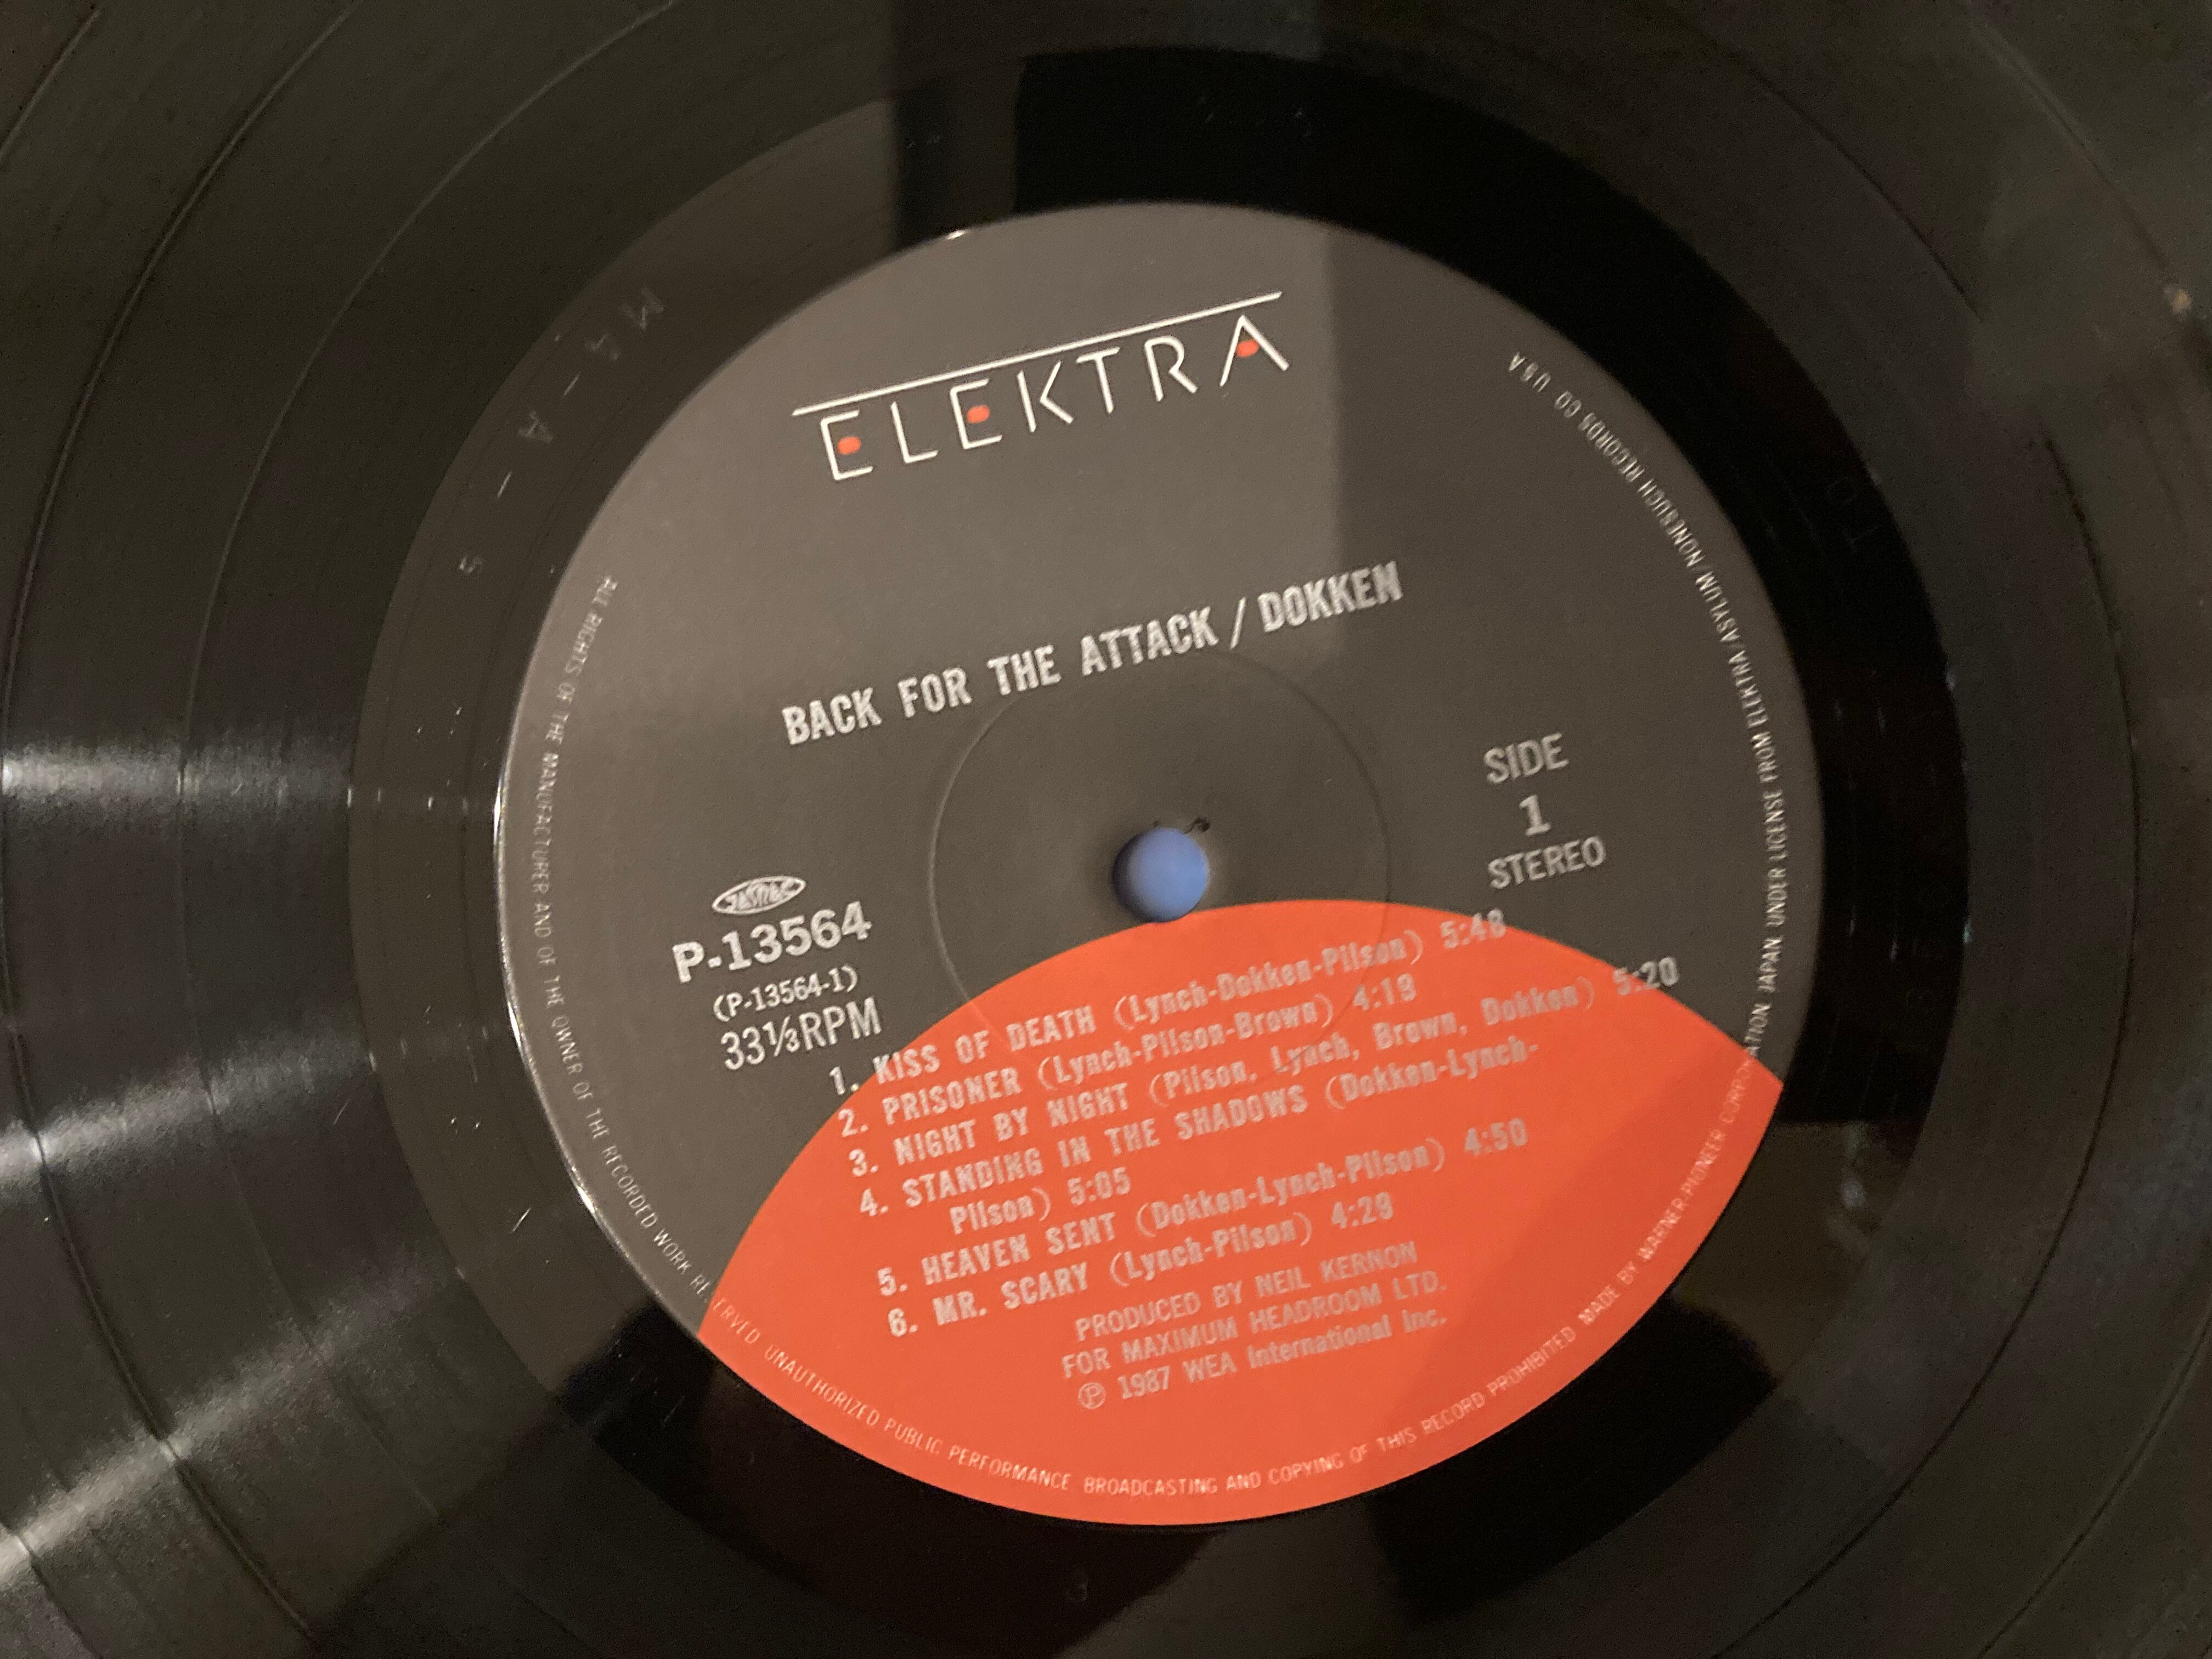 ELEKTRA
BACK FOR THE ATTACK / DOKKEN
SIDE
1
STEREO
JASRAC
P-13564
(P-13564-1)
33⅓RPM
1. KISS OF DEATH (Lynch-Dokken-Pilson) 5:48
2. PRISONER (Lynch-Pilson-Brown) 4:19
3. NIGHT BY NIGHT (Pilson, Lynch, Brown, Dokken) 5:20
4. STANDING IN THE SHADOWS (Dokken-Lynch-
Pilson) 5:05
5. HEAVEN SENT (Dokken-Lynch-Pilson) 4:50
6. MR. SCARY (Lynch-Pilson) 4:29
PRODUCED BY NEIL KERNON
FOR MAXIMUM HEADROOM LTD.
℗ 1987 WEA International Inc.
ALL RIGHTS OF THE MANUFACTURER AND OF THE OWNER OF THE RECORDED WORK RESERVED UNAUTHORIZED PUBLIC PERFORMANCE BROADCASTING AND COPYING OF THIS RECORD PROHIBITED MADE BY WARNER-PIONEER CORPORATION JAPAN UNDER LICENSE FROM ELEKTRA/ASYLUM/NONESUCH RECORDS CO USA